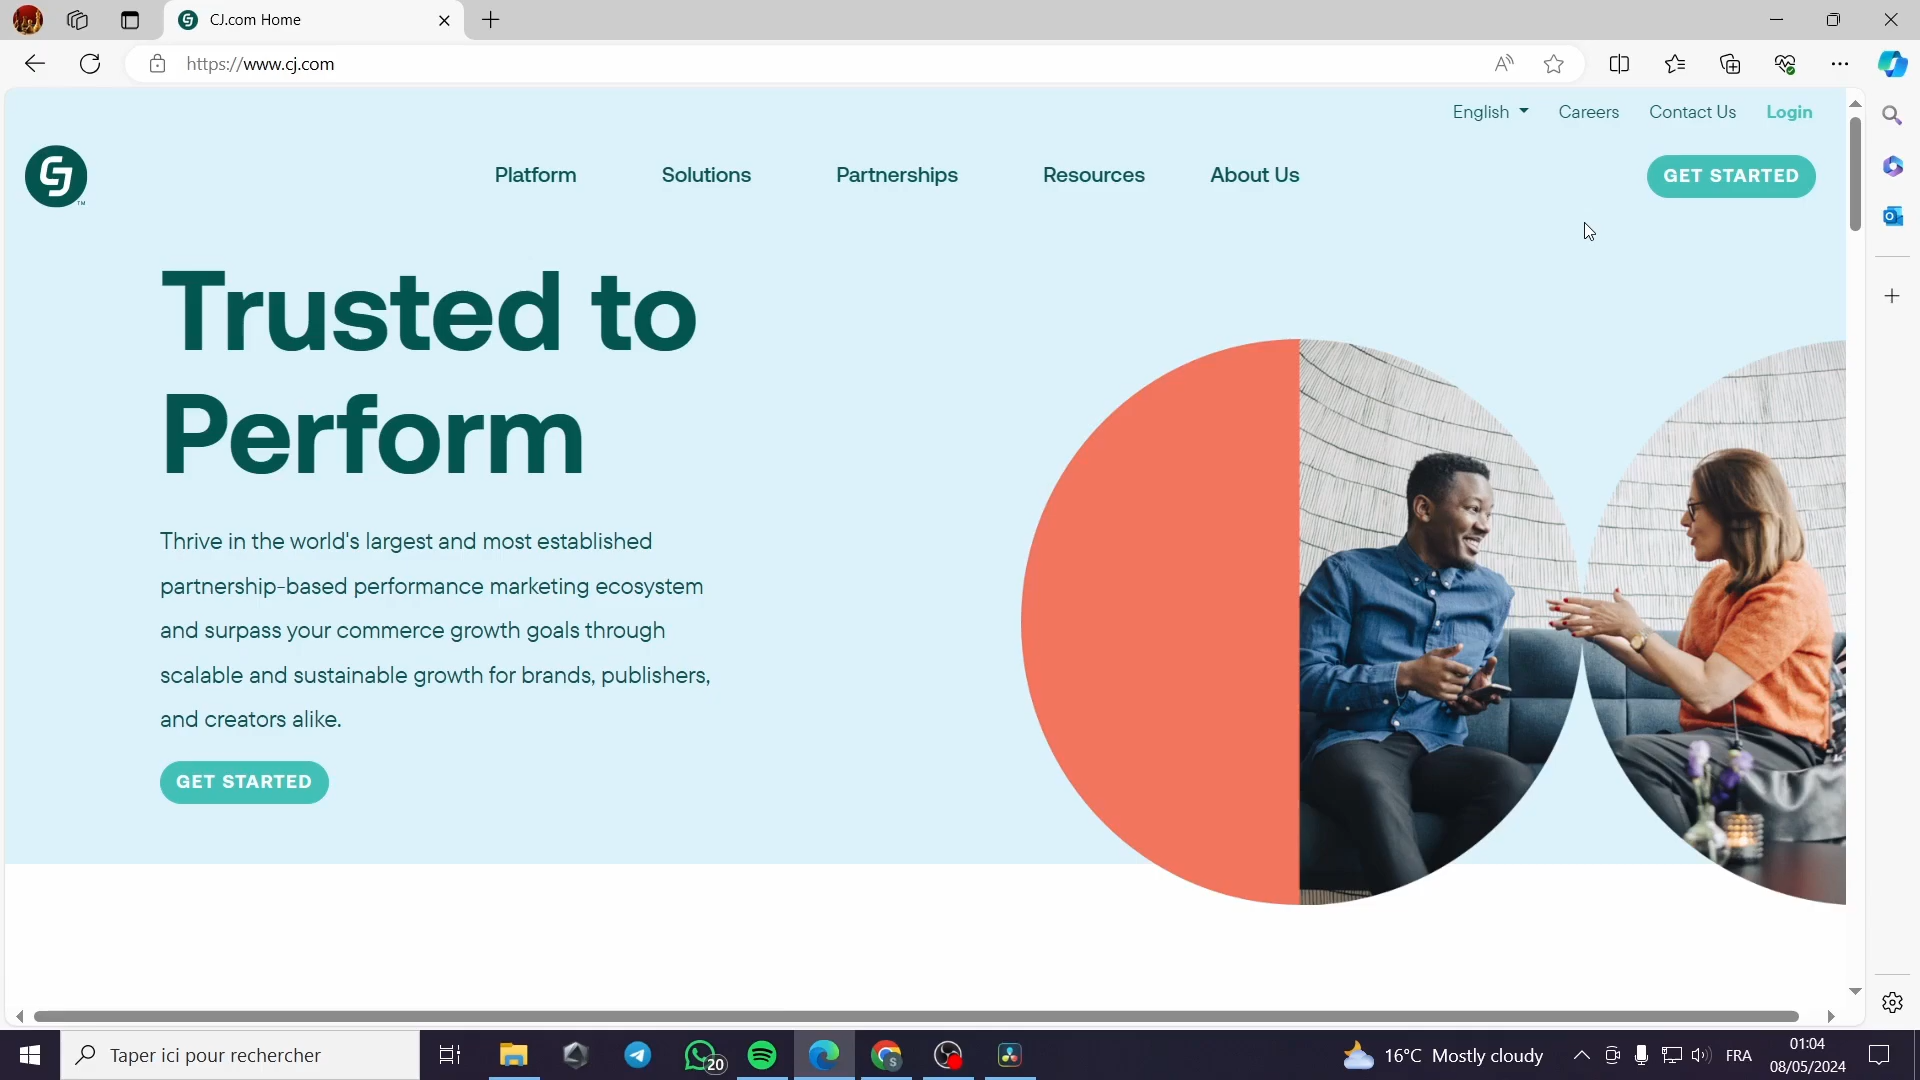 CJ.com Home
https://www.cj.com
English
Careers
Contact Us
Login
Platform
Solutions
Partnerships
Resources
About Us
GET STARTED
Trusted to
Perform
Thrive in the world's largest and most established
partnership-based performance marketing ecosystem
and surpass your commerce growth goals through
scalable and sustainable growth for brands, publishers,
and creators alike.
GET STARTED
Taper ici pour rechercher
20
16°C Mostly cloudy
FRA
01:04
08/05/2024